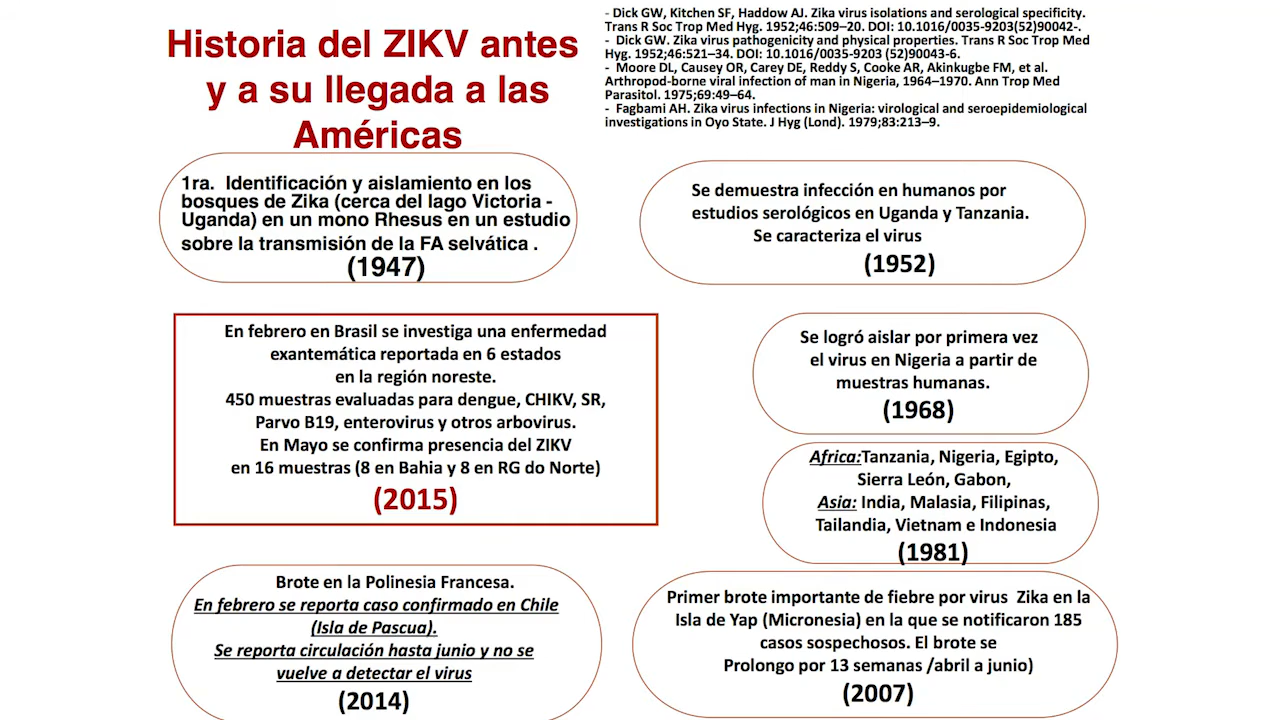 Historia del ZIKV antes
y a su llegada a las
Américas
- Dick GW, Kitchen SF, Haddow AJ. Zika virus isolations and serological specificity.
Trans R Soc Trop Med Hyg. 1952;46:509–20. DOI: 10.1016/0035-9203(52)90042-.
- Dick GW. Zika virus pathogenicity and physical properties. Trans R Soc Trop Med
Hyg. 1952;46:521–34. DOI: 10.1016/0035-9203 (52)90043-6.
- Moore DL, Causey OR, Carey DE, Reddy S, Cooke AR, Akinkugbe FM, et al.
Arthropod-borne viral infection of man in Nigeria, 1964–1970. Ann Trop Med
Parasitol. 1975;69:49–64.
- Fagbami AH. Zika virus infections in Nigeria: virological and seroepidemiological
investigations in Oyo State. J Hyg (Lond). 1979;83:213–9.
1ra. Identificación y aislamiento en los
bosques de Zika (cerca del lago Victoria -
Uganda) en un mono Rhesus en un estudio
sobre la transmisión de la FA selvática .
(1947)
Se demuestra infección en humanos por
estudios serológicos en Uganda y Tanzania.
Se caracteriza el virus
(1952)
Se logró aislar por primera vez
el virus en Nigeria a partir de
muestras humanas.
(1968)
Africa:Tanzania, Nigeria, Egipto,
Sierra León, Gabon,
Asia: India, Malasia, Filipinas,
Tailandia, Vietnam e Indonesia
(1981)
Primer brote importante de fiebre por virus Zika en la
Isla de Yap (Micronesia) en la que se notificaron 185
casos sospechosos. El brote se
Prolongo por 13 semanas /abril a junio)
(2007)
Brote en la Polinesia Francesa.
En febrero se reporta caso confirmado en Chile
(Isla de Pascua).
Se reporta circulación hasta junio y no se
vuelve a detectar el virus
(2014)
En febrero en Brasil se investiga una enfermedad
exantemática reportada en 6 estados
en la región noreste.
450 muestras evaluadas para dengue, CHIKV, SR,
Parvo B19, enterovirus y otros arbovirus.
En Mayo se confirma presencia del ZIKV
en 16 muestras (8 en Bahia y 8 en RG do Norte)
(2015)